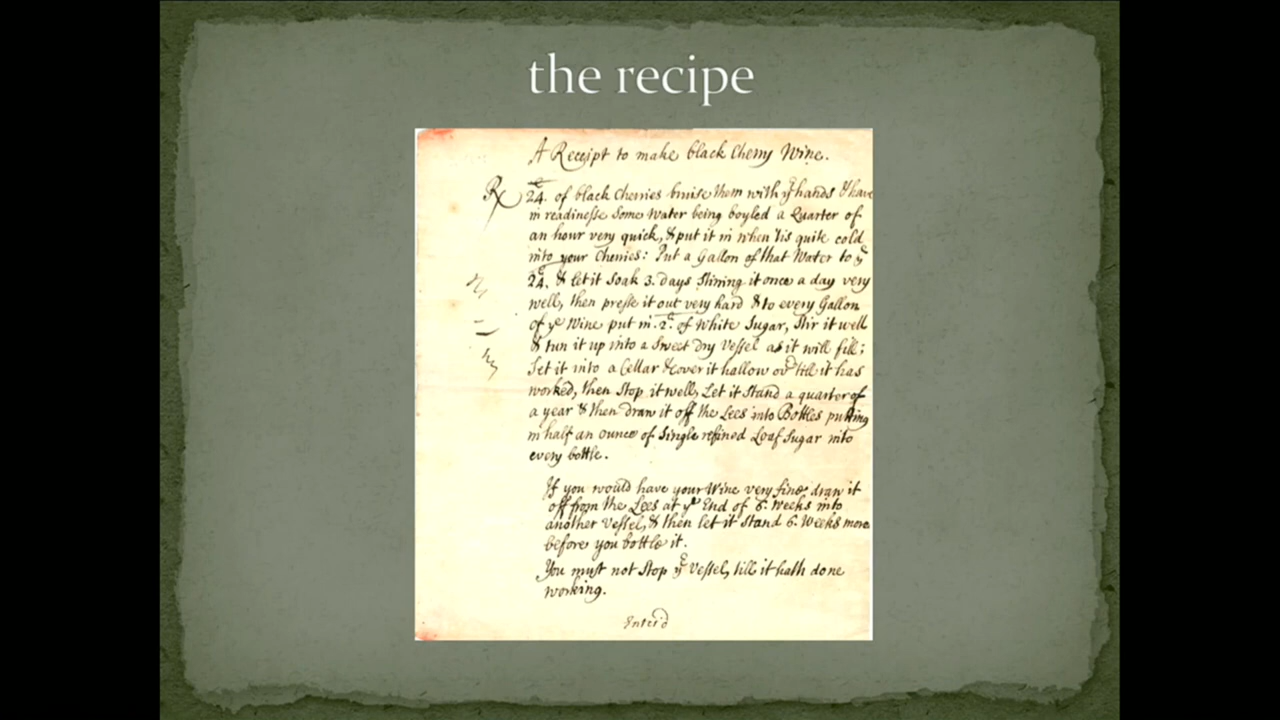 the recipe
A Receipt to make black Cherry Wine.
Rx 24. of black Cherries bruise them with ye hands & have
in readinesse Some Water being boyled a Quarter of
an hour very quick, & put it in when 'tis quite cold
into your Cherries: Put a Gallon of that Water to ye
24. & let it Soak 3. days Stirring it once a day very
well, then presse it out very hard & to every Gallon
of ye Wine put in. 2. of White Sugar, Stir it well
& tun it up into a Sweet Dry Vessel as it will fill;
Set it into a Cellar & cover it hallow till it has
worked, then Stop it well, Let it Stand a quarter of
a year & then draw it off the Lees into Bottles putting
in half an ounce of Single refined Loaf Sugar into
every bottle.
If you would have your Wine very fine: draw it
off from the Lees at ye End of 6. Weeks into
another Vessel, & then let it Stand 6. Weeks more
before you bottle it.
You must not Stop ye Vessel, till it hath done
working.
Enter'd